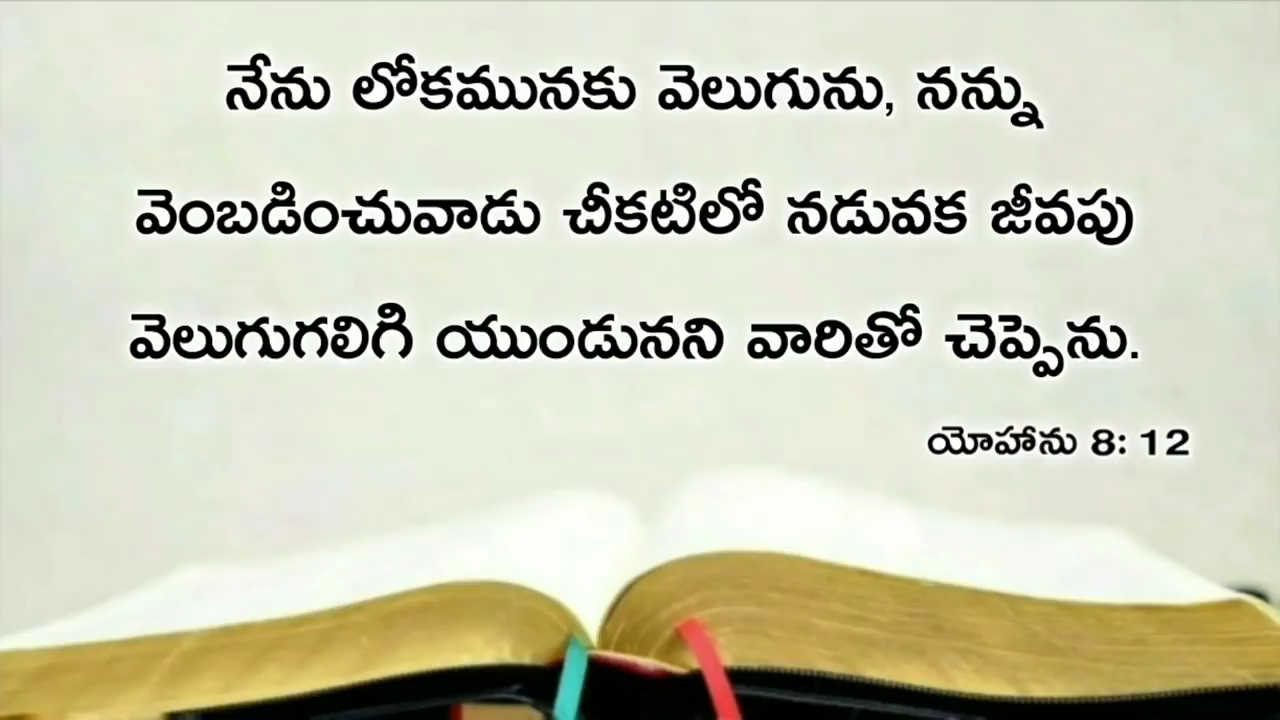 నేను లోకమునకు వెలుగును, నన్ను
వెంబడించువాడు చీకటిలో నడువక జీవపు
వెలుగుగలిగి యుండునని వారితో చెప్పెను.
యోహాను 8: 12